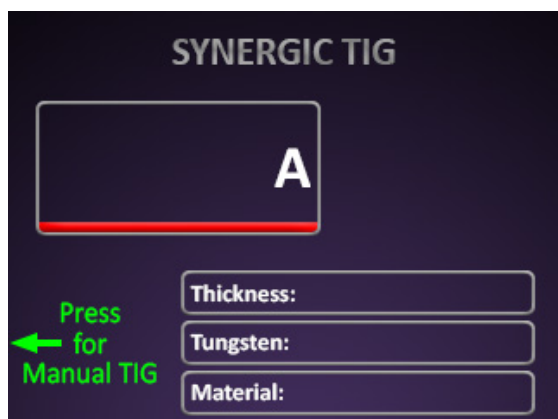 SYNERGIC TIG
A
Thickness:
Press
for
Manual TIG
Tungsten:
Material: